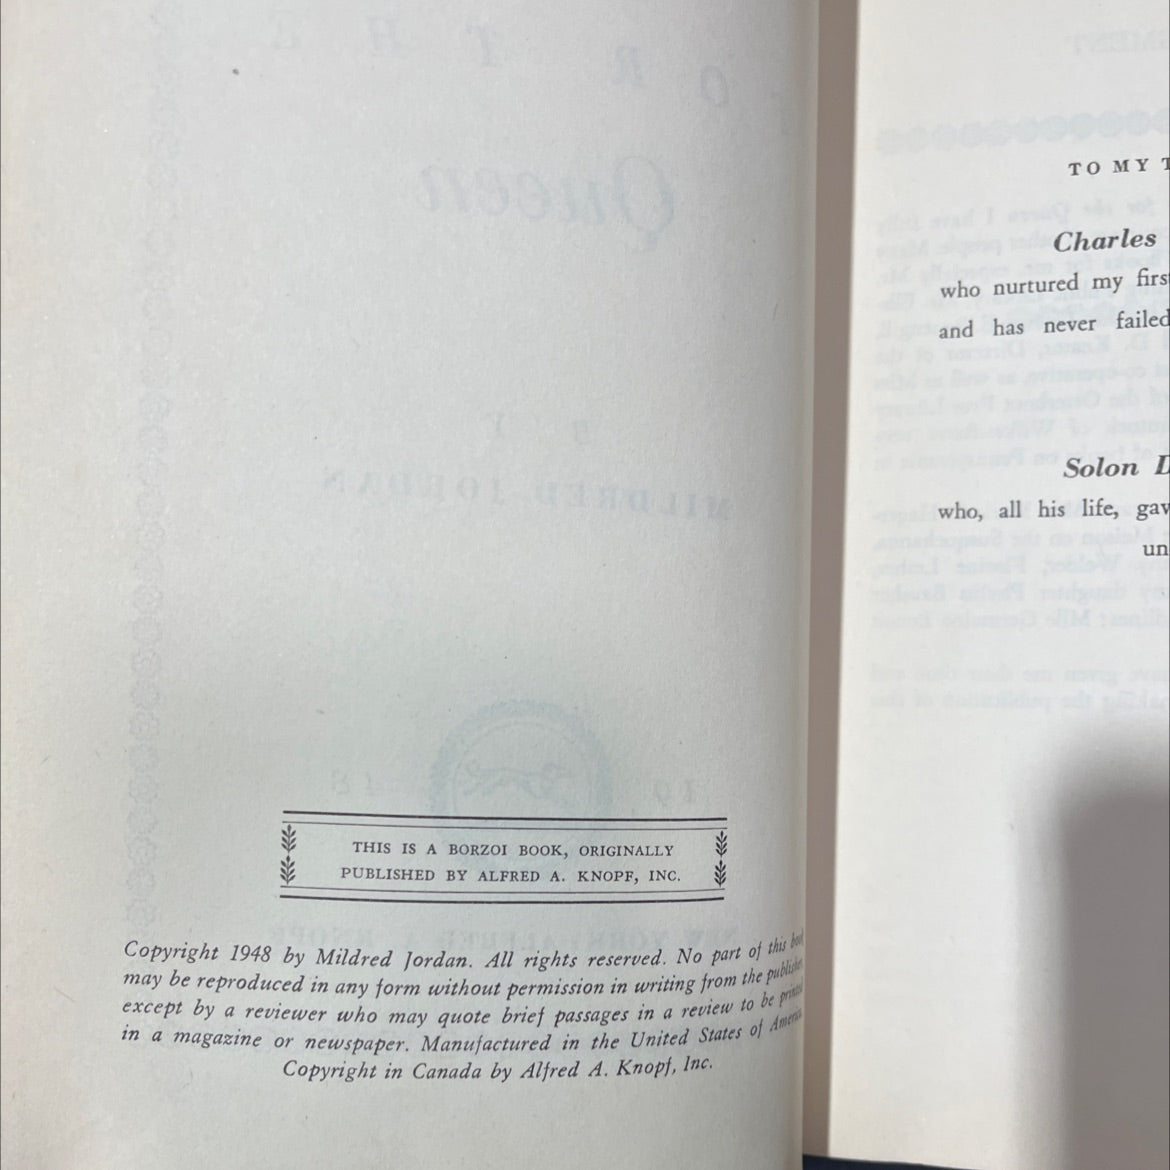 THIS IS A BORZOI BOOK, ORIGINALLY
PUBLISHED BY ALFRED A. KNOPF, INC.
Copyright 1948 by Mildred Jordan. All rights reserved. No part of this book
may be reproduced in any form without permission in writing from the publisher,
except by a reviewer who may quote brief passages in a review to be printed
in a magazine or newspaper. Manufactured in the United States of America.
Copyright in Canada by Alfred A. Knopf, Inc.
TO MY
Charles
who nurtured my firs
and has never failed
Solon
who, all his life, gav
un